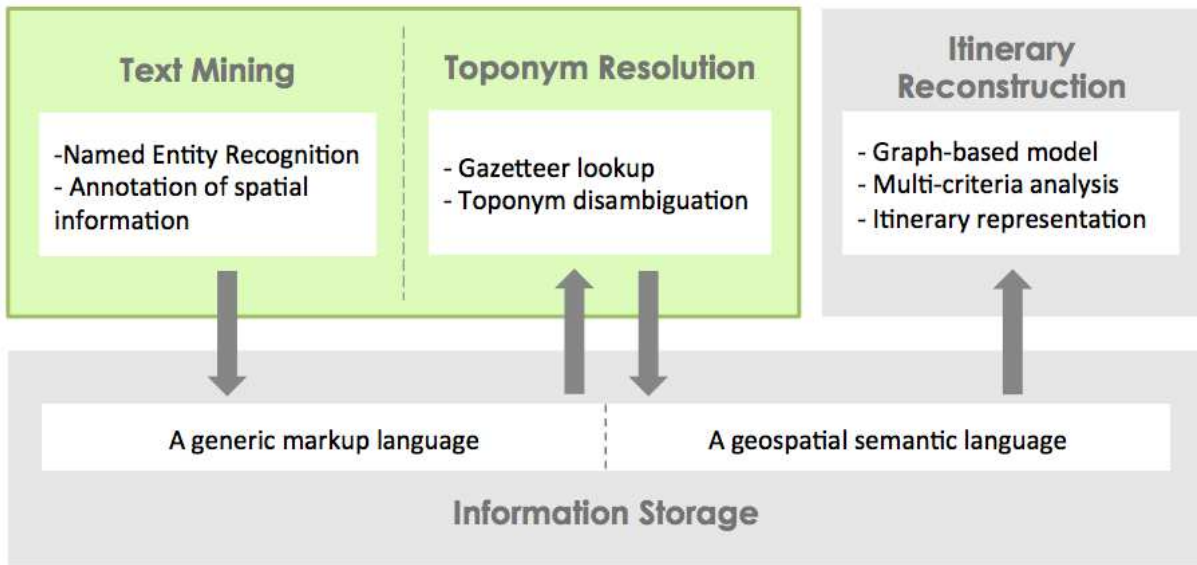 Text Mining
-Named Entity Recognition
- Annotation of spatial
information
Toponym Resolution
- Gazetteer lookup
- Toponym disambiguation
Itinerary
Reconstruction
- Graph-based model
- Multi-criteria analysis
- Itinerary representation
A generic markup language
A geospatial semantic language
Information Storage